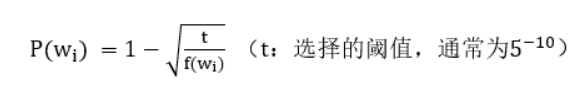 P(wᵢ) = 1 − √(t / f(wᵢ)) （t：选择的阈值，通常为5⁻¹⁰）